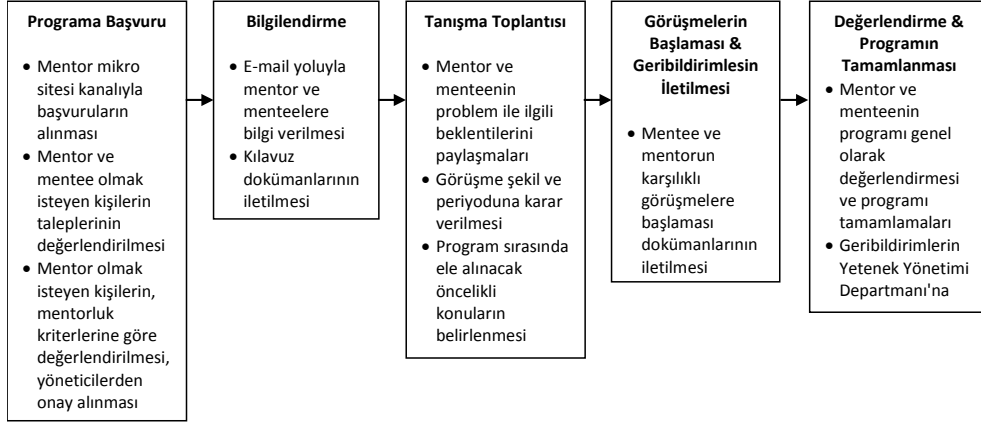 Programa Başvuru
• Mentor mikro
sitesi kanalıyla
başvuruların
alınması
• Mentor ve
mentee olmak
isteyen kişilerin
taleplerinin
değerlendirilmesi
• Mentor olmak
isteyen kişilerin,
mentorluk
kriterlerine göre
değerlendirilmesi,
yöneticilerden
onay alınması
Bilgilendirme
• E-mail yoluyla
mentor ve
menteelere
bilgi verilmesi
• Kılavuz
dokümanlarının
iletilmesi
Tanışma Toplantısı
• Mentor ve
menteenin
problem ile ilgili
beklentilerini
paylaşmaları
• Görüşme şekil ve
periyoduna karar
verilmesi
• Program sırasında
ele alınacak
öncelikli
konuların
belirlenmesi
Görüşmelerin
Başlaması &
Geribildirimlesin
İletilmesi
• Mentee ve
mentorun
karşılıklı
görüşmelere
başlaması
dokümanlarının
iletilmesi
Değerlendirme &
Programın
Tamamlanması
• Mentor ve
menteenin
programı genel
olarak
değerlendirmesi
ve programı
tamamlamaları
• Geribildirimlerin
Yetenek Yönetimi
Departmanı'na